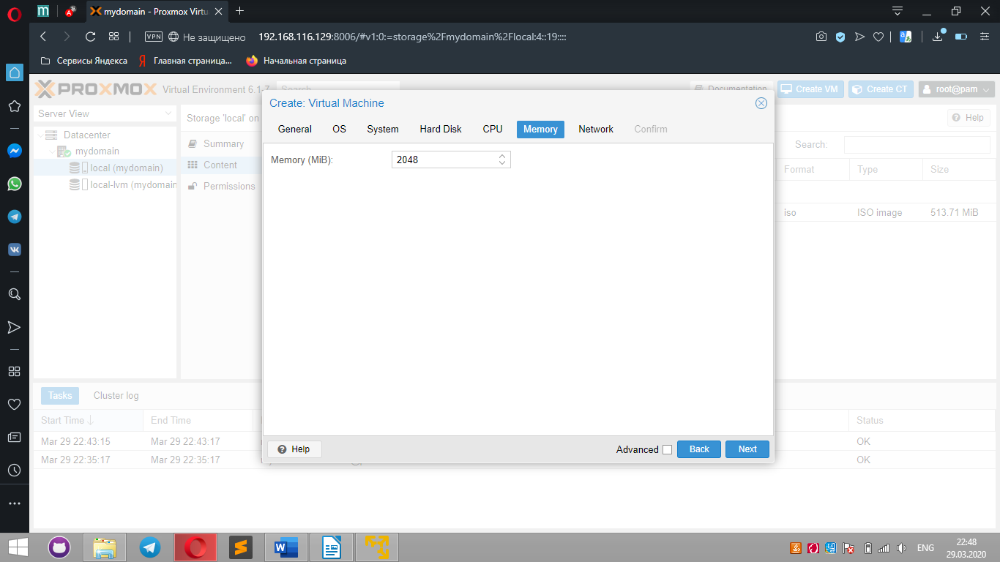 mydomain - Proxmox Virtu
VPN Не защищено 192.168.116.129:8006/#v1:0:=storage%2Fmydomain%2Flocal:4::19::::
Сервисы Яндекса Главная страница... Начальная страница
PROXMOX Virtual Environment 6.1-7 Search Documentation Create VM Create CT root@pam
Server View
Storage 'local' on
Help
Datacenter
mydomain
local (mydomain)
local-lvm (mydomain
Summary
Content
Permissions
Search:
Format Type Size
iso ISO image 513.71 MiB
Create: Virtual Machine
General OS System Hard Disk CPU Memory Network Confirm
Memory (MiB): 2048
Help Advanced Back Next
Tasks Cluster log
Start Time End Time Status
Mar 29 22:43:15 Mar 29 22:43:17 OK
Mar 29 22:35:17 Mar 29 22:35:17 OK
ENG
22:48
29.03.2020